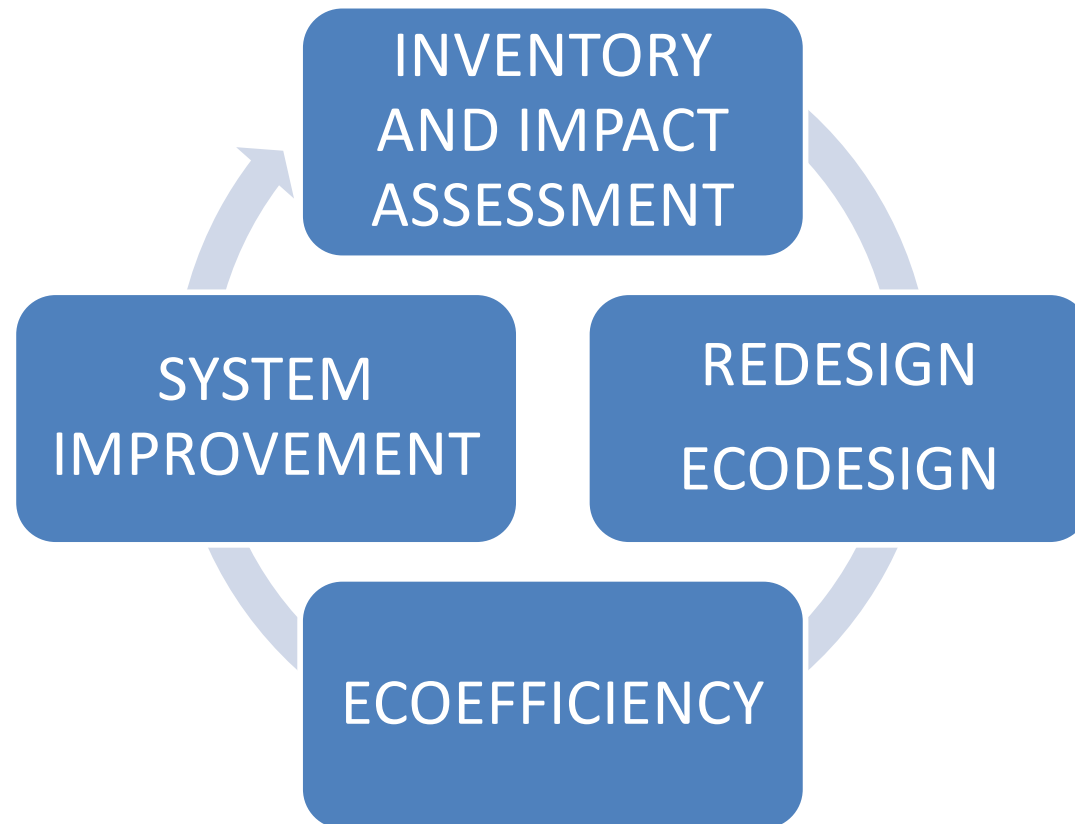 INVENTORY
AND IMPACT
ASSESSMENT
REDESIGN
ECODESIGN
ECOEFFICIENCY
SYSTEM
IMPROVEMENT